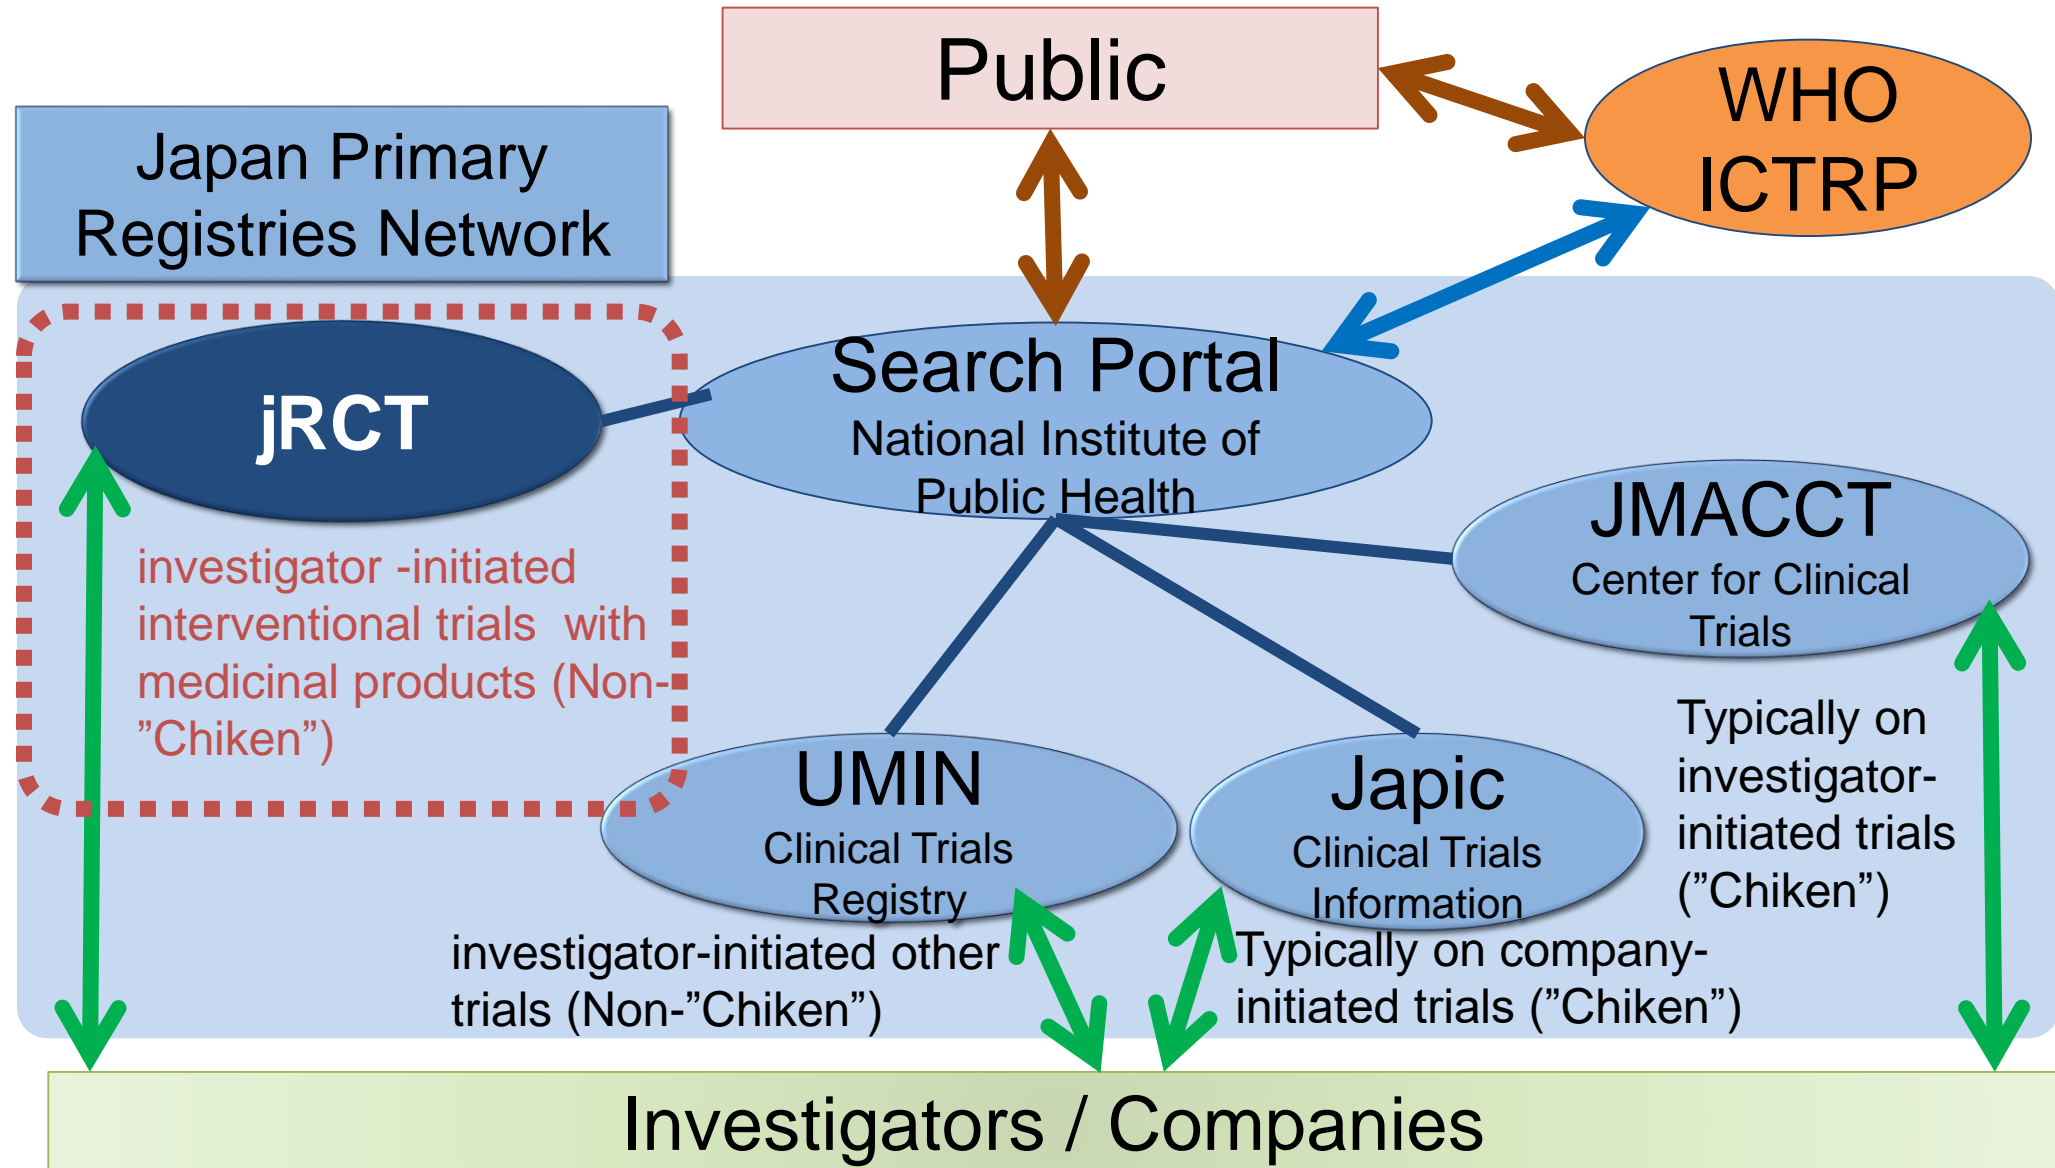 Public
WHO
ICTRP
Japan Primary
Registries Network
jRCT
investigator -initiated
interventional trials  with
medicinal products (Non-
”Chiken”)
Search Portal
National Institute of
Public Health
JMACCT
Center for Clinical
Trials
Typically on
investigator-
initiated trials
(”Chiken”)
UMIN
Clinical Trials
Registry
investigator-initiated other
trials (Non-”Chiken”)
Japic
Clinical Trials
Information
Typically on company-
initiated trials (”Chiken”)
Investigators / Companies